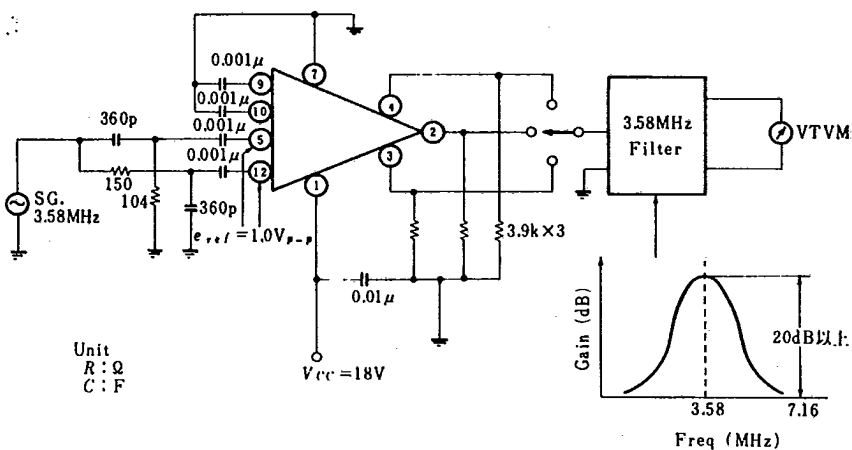 0.001μ
9
7
0.001μ
10
360p
0.001μ
5
0.001μ
12
150
104
360p
SG.
3.58MHz
e ref=1.0Vp-p
4
2
3
1
3.9k×3
0.01μ
Vcc=18V
3.58MHz
Filter
VTVM
Unit
R:Ω
C:F
Gain (dB)
20dB以上
3.58
7.16
Freq (MHz)